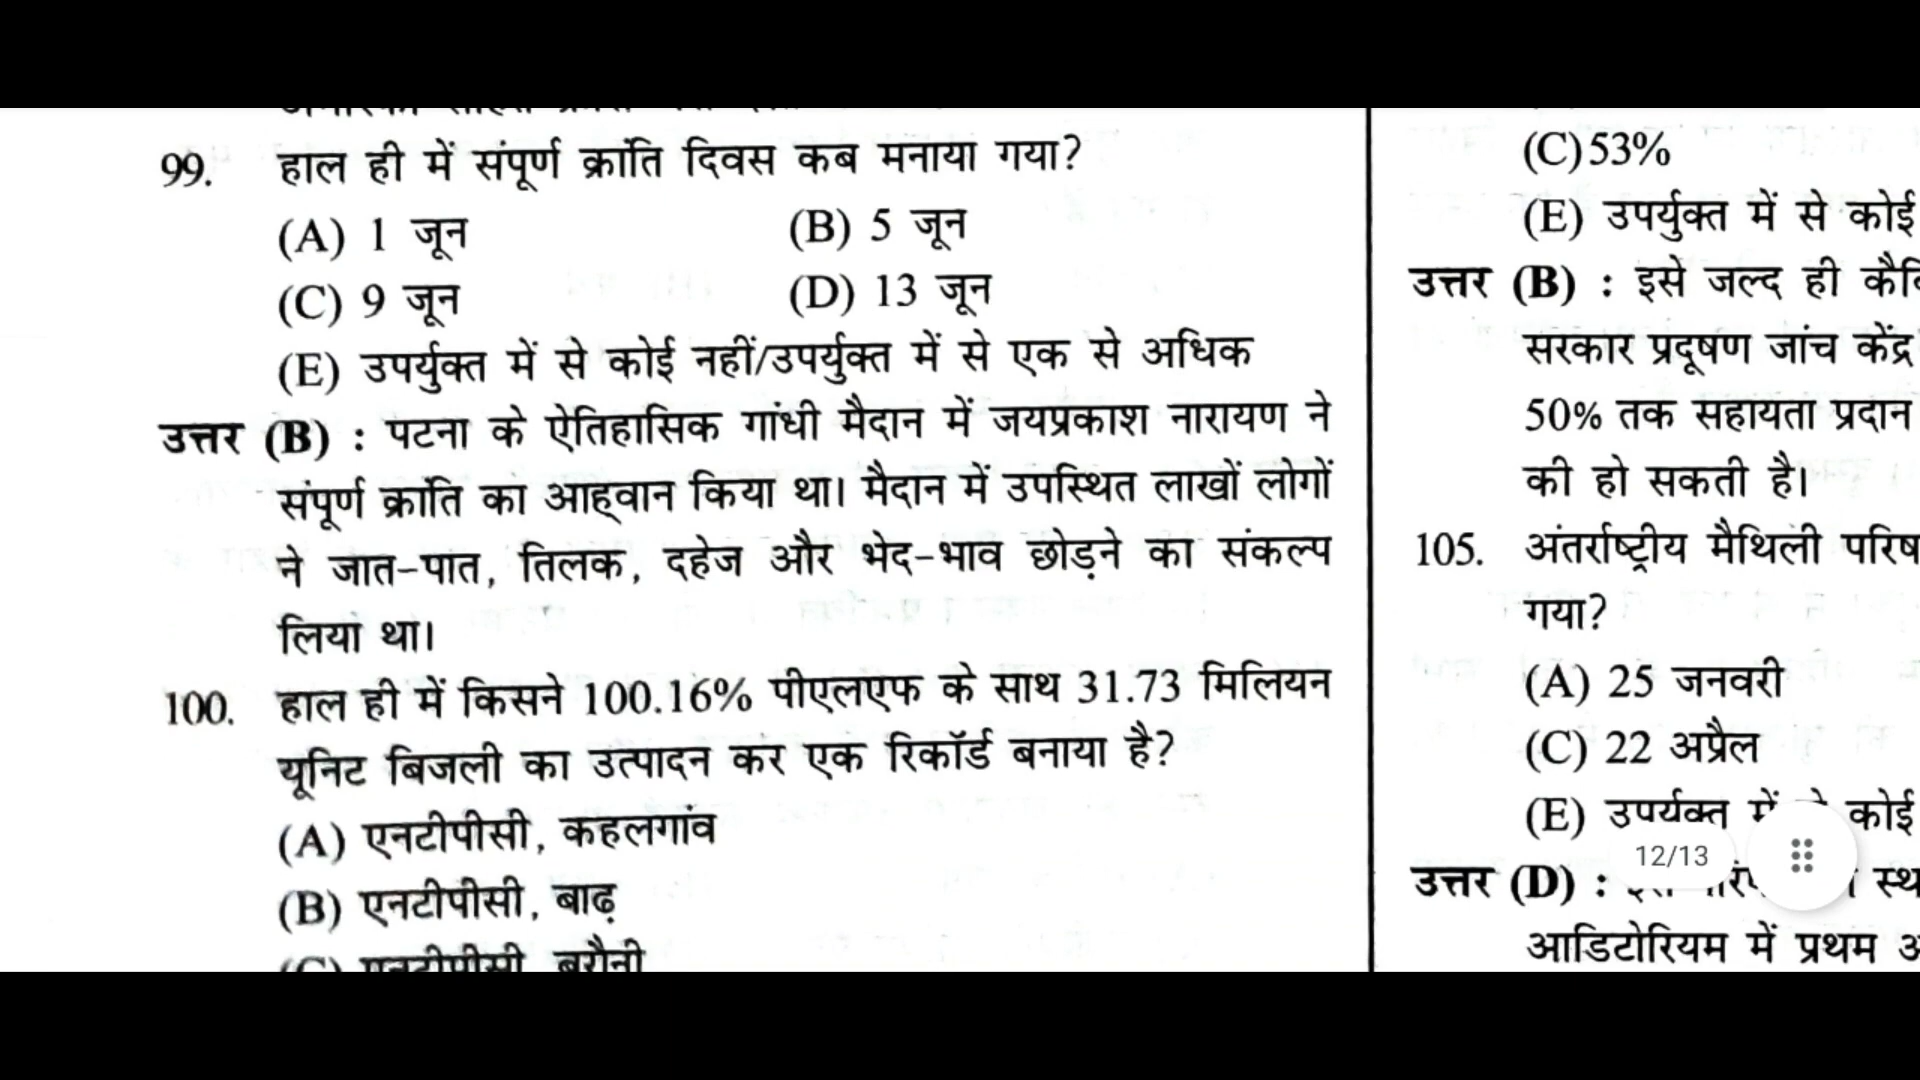 99. हाल ही में संपूर्ण क्रांति दिवस कब मनाया गया?
(A) 1 जून (B) 5 जून
(C) 9 जून (D) 13 जून
(E) उपर्युक्त में से कोई नहीं/उपर्युक्त में से एक से अधिक
उत्तर (B) : पटना के ऐतिहासिक गांधी मैदान में जयप्रकाश नारायण ने
संपूर्ण क्रांति का आह्वान किया था। मैदान में उपस्थित लाखों लोगों
ने जात-पात, तिलक, दहेज और भेद-भाव छोड़ने का संकल्प
लिया था।
100. हाल ही में किसने 100.16% पीएलएफ के साथ 31.73 मिलियन
यूनिट बिजली का उत्पादन कर एक रिकॉर्ड बनाया है?
(A) एनटीपीसी, कहलगांव
(B) एनटीपीसी, बाढ़
(C) एनटीपीसी बरौनी
(C) 53%
(E) उपर्युक्त में से कोई
उत्तर (B) : इसे जल्द ही
सरकार प्रदूषण जांच केंद्र
50% तक सहायता प्रदान
की हो सकती है।
105. अंतर्राष्ट्रीय मैथिली
गया?
(A) 25 जनवरी
(C) 22 अप्रैल
(E) उपर्युक्त में कोई
12/13
उत्तर (D) :
आडिटोरियम में प्रथम